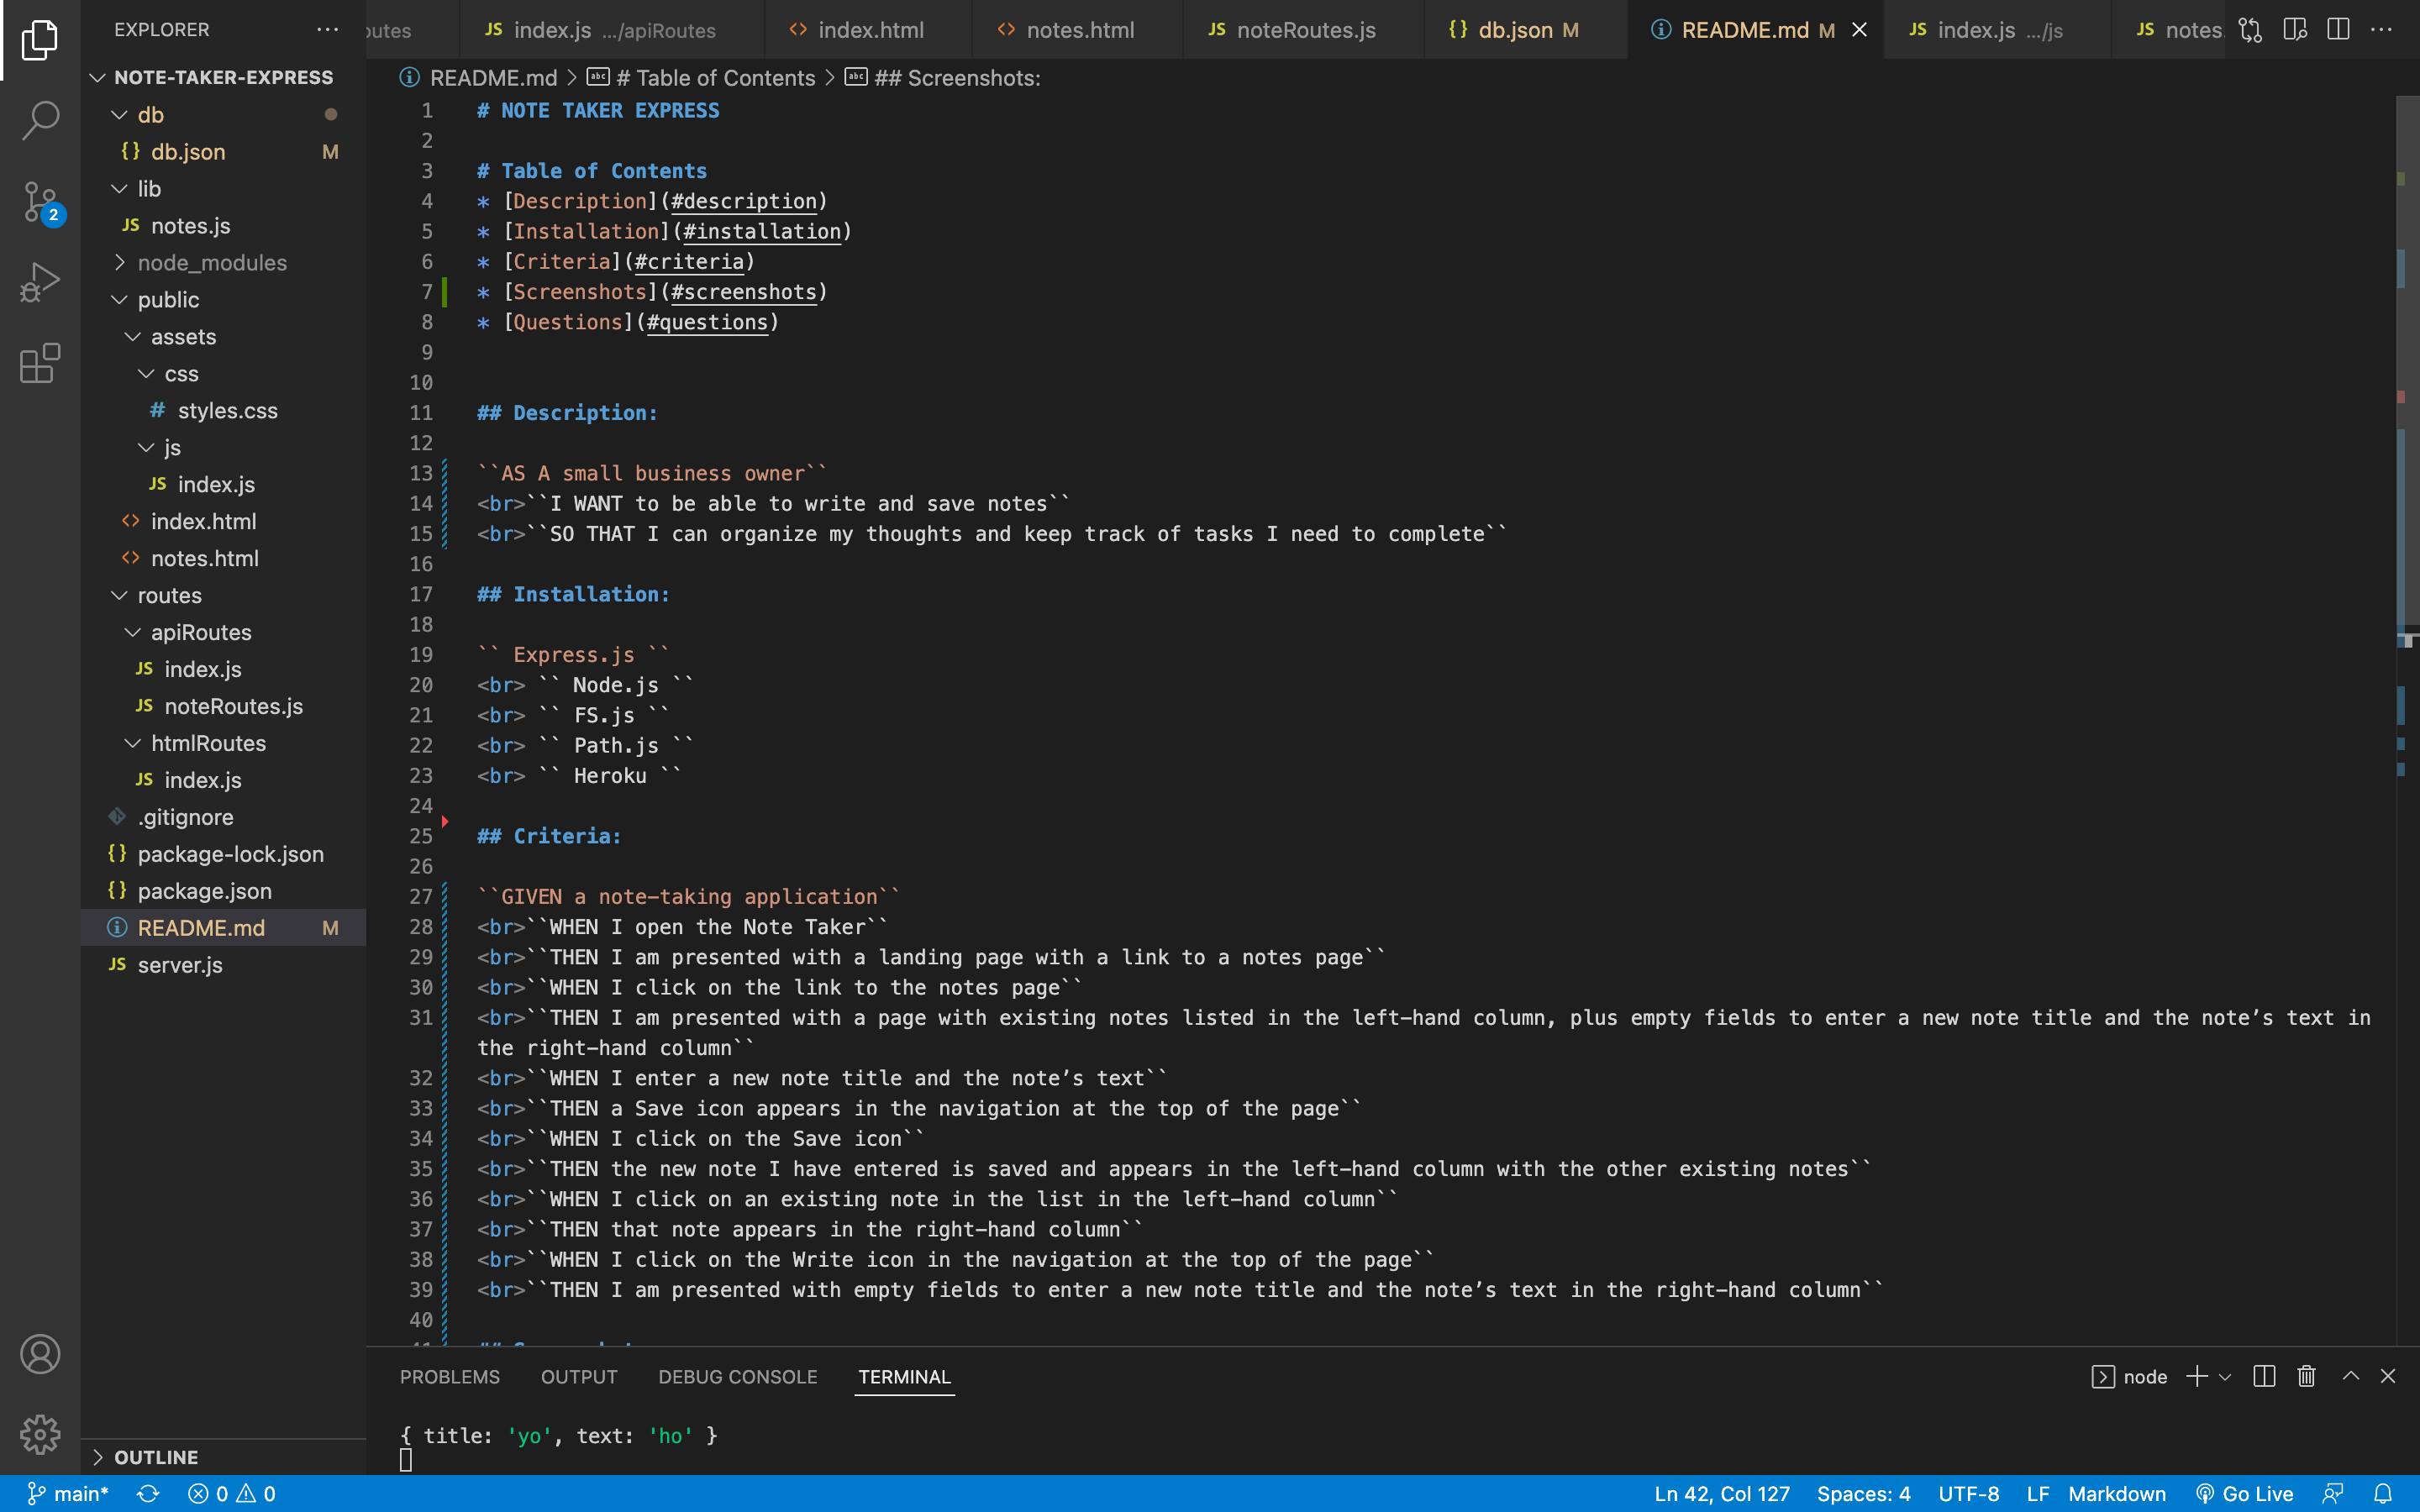 EXPLORER
NOTE-TAKER-EXPRESS
db
db.json M
lib
notes.js
node_modules
public
assets
css
styles.css
js
index.js
index.html
notes.html
routes
apiRoutes
index.js
noteRoutes.js
htmlRoutes
index.js
.gitignore
package-lock.json
package.json
README.md M
server.js
OUTLINE
2
outes
JS index.js .../apiRoutes
<> index.html
<> notes.html
JS noteRoutes.js
{} db.json M
README.md M
JS index.js .../js
JS notes.
README.md > # Table of Contents > ## Screenshots:
1 # NOTE TAKER EXPRESS
2
3 # Table of Contents
4 * [Description](#description)
5 * [Installation](#installation)
6 * [Criteria](#criteria)
7 * [Screenshots](#screenshots)
8 * [Questions](#questions)
9
10
11 ## Description:
12
13 ``AS A small business owner``
14 <br>``I WANT to be able to write and save notes``
15 <br>``SO THAT I can organize my thoughts and keep track of tasks I need to complete``
16
17 ## Installation:
18
19 `` Express.js ``
20 <br> `` Node.js ``
21 <br> `` FS.js ``
22 <br> `` Path.js ``
23 <br> `` Heroku ``
24
25 ## Criteria:
26
27 ``GIVEN a note-taking application``
28 <br>``WHEN I open the Note Taker``
29 <br>``THEN I am presented with a landing page with a link to a notes page``
30 <br>``WHEN I click on the link to the notes page``
31 <br>``THEN I am presented with a page with existing notes listed in the left-hand column, plus empty fields to enter a new note title and the note’s text in
the right-hand column``
32 <br>``WHEN I enter a new note title and the note’s text``
33 <br>``THEN a Save icon appears in the navigation at the top of the page``
34 <br>``WHEN I click on the Save icon``
35 <br>``THEN the new note I have entered is saved and appears in the left-hand column with the other existing notes``
36 <br>``WHEN I click on an existing note in the list in the left-hand column``
37 <br>``THEN that note appears in the right-hand column``
38 <br>``WHEN I click on the Write icon in the navigation at the top of the page``
39 <br>``THEN I am presented with empty fields to enter a new note title and the note’s text in the right-hand column``
40
PROBLEMS OUTPUT DEBUG CONSOLE TERMINAL
node
{ title: 'yo', text: 'ho' }
main* 0 0
Ln 42, Col 127 Spaces: 4 UTF-8 LF Markdown Go Live